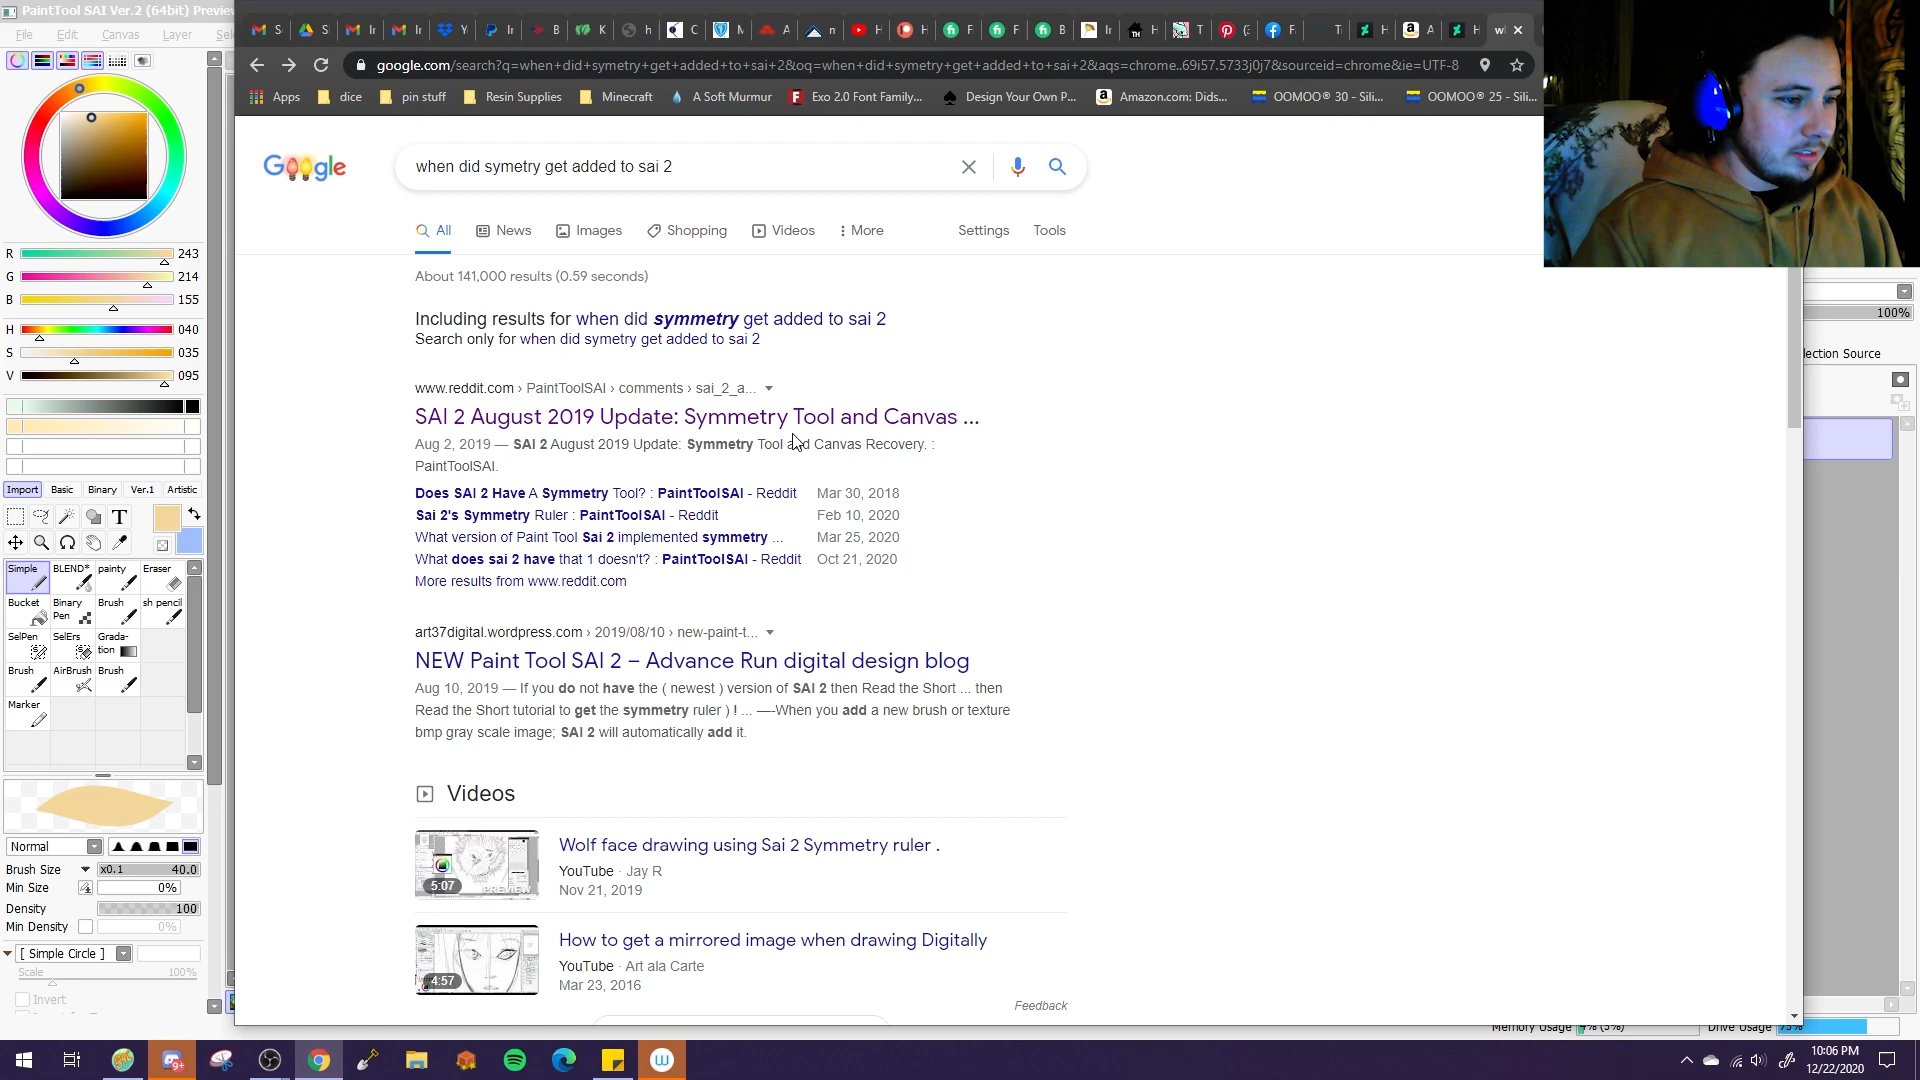 PaintTool SAI Ver.2 (64bit) Preview
File Edit Canvas Layer Sel
google.com/search?q=when+did+symetry+get+added+to+sai+2&oq=when+did+symetry+get+added+to+sai+2&aqs=chrome..69i57.5733j0j7&sourceid=chrome&ie=UTF-8
Apps dice pin stuff Resin Supplies Minecraft A Soft Murmur Exo 2.0 Font Family... Design Your Own P... Amazon.com: Dids... OOMOO® 30 - Sili... OOMOO® 25 - Sili...
Google
when did symetry get added to sai 2
All News Images Shopping Videos More Settings Tools
About 141,000 results (0.59 seconds)
Including results for when did symmetry get added to sai 2
Search only for when did symetry get added to sai 2
www.reddit.com › PaintToolSAI › comments › sai_2_a...
SAI 2 August 2019 Update: Symmetry Tool and Canvas ...
Aug 2, 2019 — SAI 2 August 2019 Update: Symmetry Tool and Canvas Recovery. :
PaintToolSAI.
Does SAI 2 Have A Symmetry Tool? : PaintToolSAI - Reddit Mar 30, 2018
Sai 2's Symmetry Ruler : PaintToolSAI - Reddit Feb 10, 2020
What version of Paint Tool Sai 2 implemented symmetry ... Mar 25, 2020
What does sai 2 have that 1 doesn't? : PaintToolSAI - Reddit Oct 21, 2020
More results from www.reddit.com
art37digital.wordpress.com › 2019/08/10 › new-paint-t...
NEW Paint Tool SAI 2 – Advance Run digital design blog
Aug 10, 2019 — If you do not have the ( newest ) version of SAI 2 then Read the Short ... then
Read the Short tutorial to get the symmetry ruler ) ! ... —-When you add a new brush or texture
bmp gray scale image; SAI 2 will automatically add it.
Videos
5:07
PREVIEW
Wolf face drawing using Sai 2 Symmetry ruler .
YouTube · Jay R
Nov 21, 2019
4:57
How to get a mirrored image when drawing Digitally
YouTube · Art ala Carte
Mar 23, 2016
Feedback
R 243
G 214
B 155
H 040
S 035
V 095
Import Basic Binary Ver.1 Artistic
T
Simple BLEND* painty Eraser
Bucket Binary Pen Brush sh pencil
SelPen SelErs Grada-tion
Brush AirBrush Brush
Marker
Normal
Brush Size x0.1 40.0
Min Size 0%
Density 100
Min Density 0%
[ Simple Circle ]
Scale 100%
Invert
100%
lection Source
Memory Usage 4% (5%) Drive Usage 75%
10:06 PM
12/22/2020